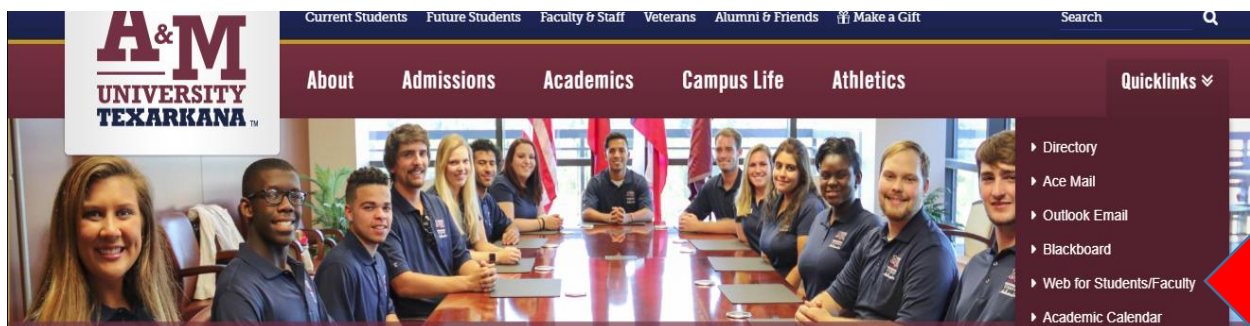 Current Students Future Students Faculty & Staff Veterans Alumni & Friends Make a Gift Search
A&M
UNIVERSITY
TEXARKANA TM
About Admissions Academics Campus Life Athletics Quicklinks
Directory
Ace Mail
Outlook Email
Blackboard
Web for Students/Faculty
Academic Calendar